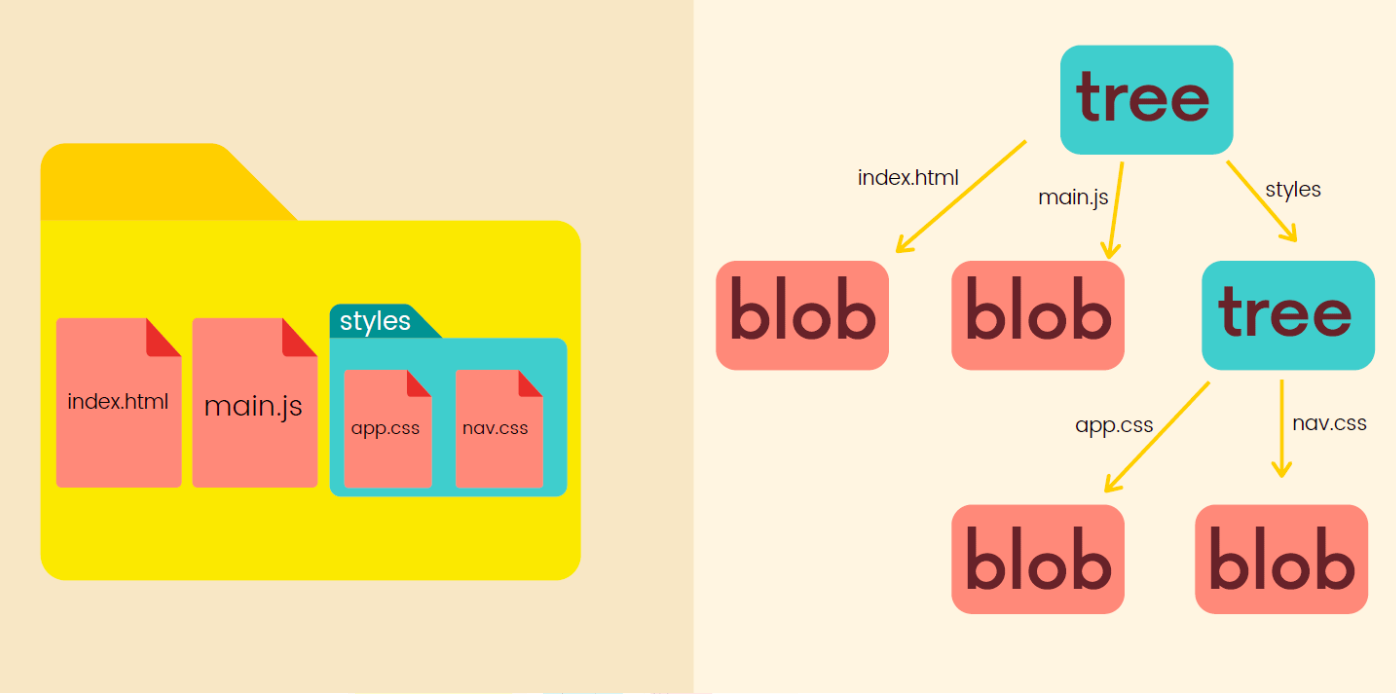 styles
index.html
main.js
app.css
nav.css
tree
index.html
main.js
styles
blob
blob
tree
app.css
nav.css
blob
blob